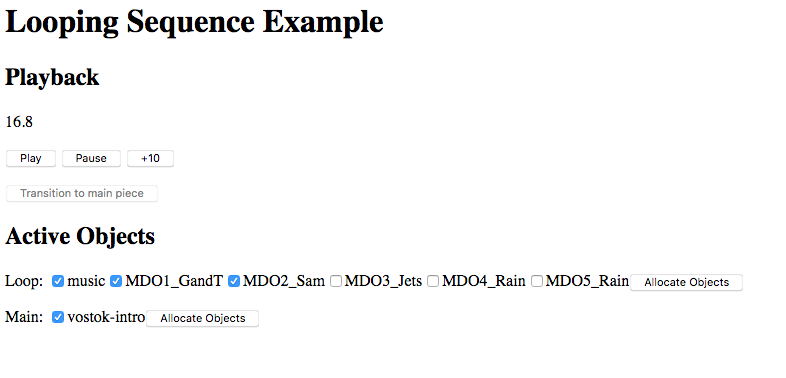 Looping Sequence Example
Playback
16.8
Play Pause +10
Transition to main piece
Active Objects
Loop: music MDO1_GandT MDO2_Sam MDO3_Jets MDO4_Rain MDO5_Rain Allocate Objects
Main: vostok-intro Allocate Objects